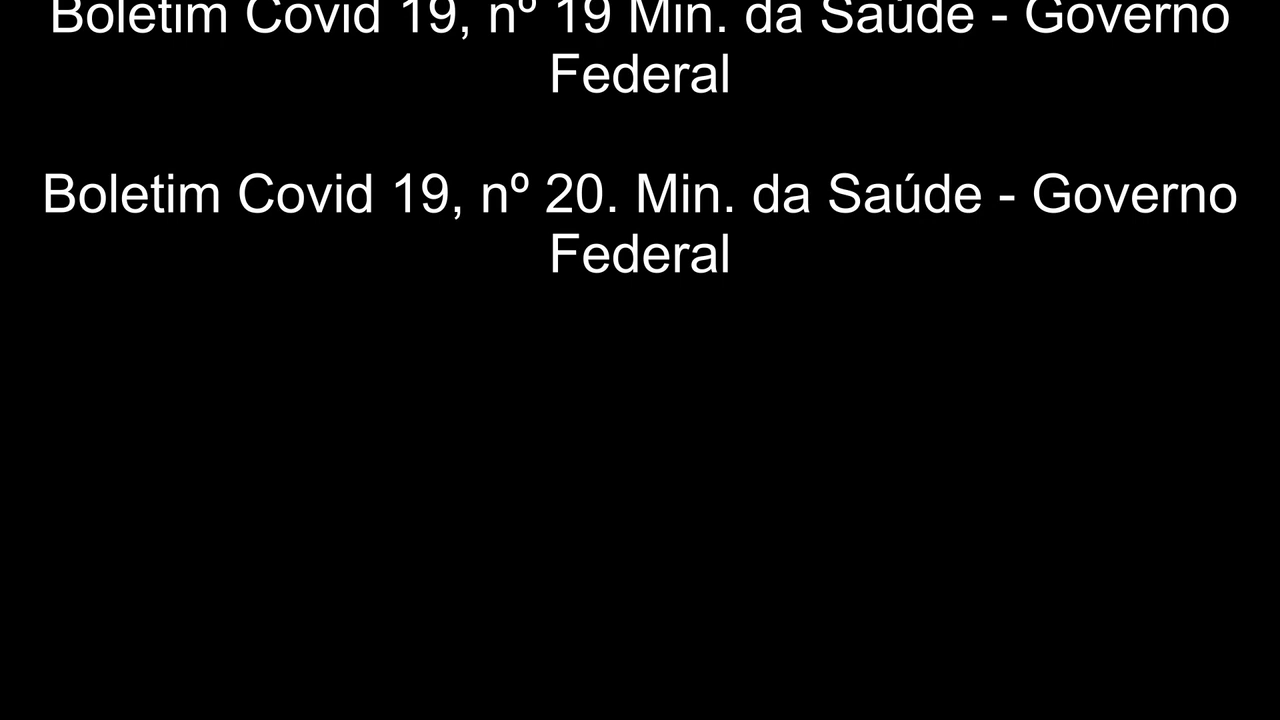 Boletim Covid 19, nº 19 Min. da Saúde - Governo
Federal
Boletim Covid 19, nº 20. Min. da Saúde - Governo
Federal